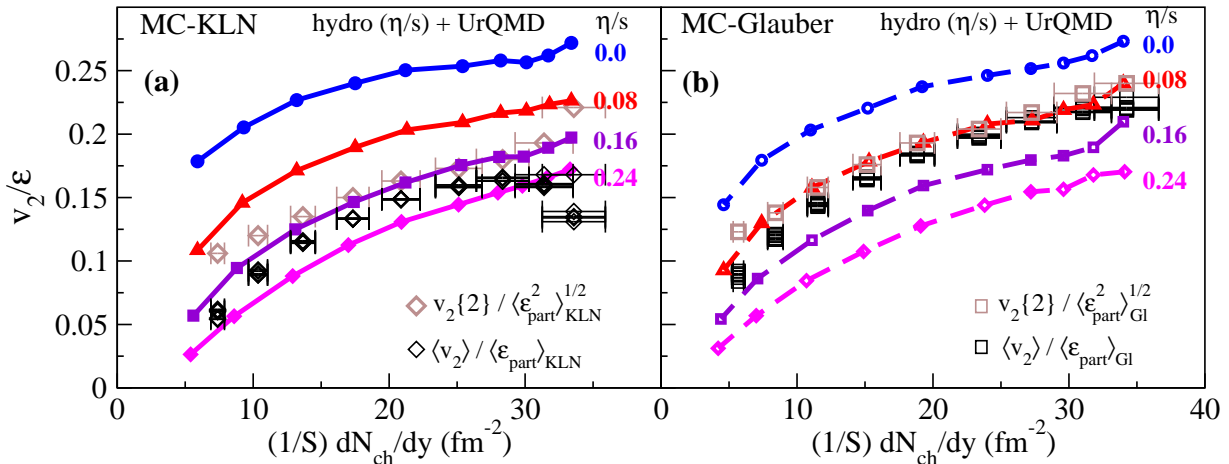 MC-KLN hydro (η/s) + UrQMD η/s
(a)
0.0
0.08
0.16
0.24
v₂{2} / ⟨ε²part⟩^1/2 KLN
⟨v₂⟩ / ⟨εpart⟩KLN
v₂/ε
0
0.05
0.1
0.15
0.2
0.25
0 10 20 30
(1/S) dNch/dy (fm⁻²)
MC-Glauber hydro (η/s) + UrQMD η/s
(b)
0.0
0.08
0.16
0.24
v₂{2} / ⟨ε²part⟩^1/2 Gl
⟨v₂⟩ / ⟨εpart⟩Gl
0 10 20 30 40
(1/S) dNch/dy (fm⁻²)